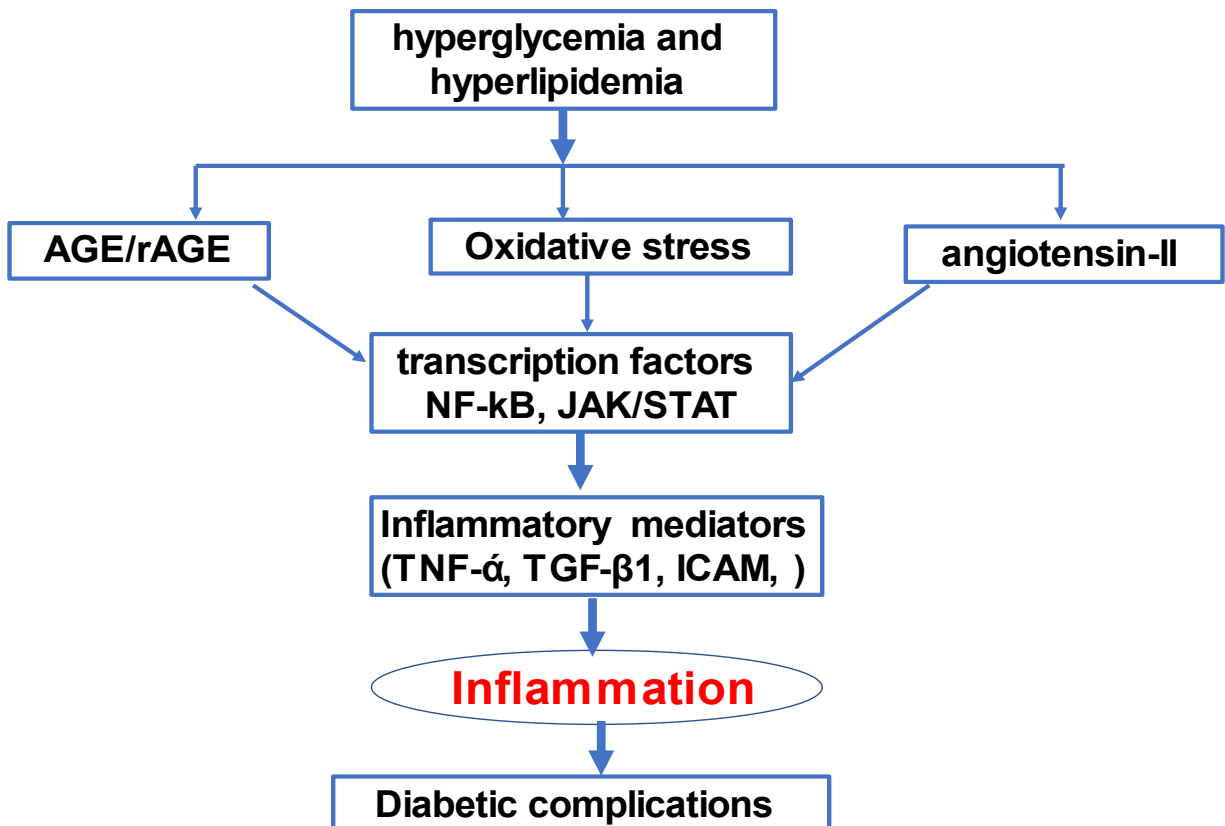 hyperglycemia and
hyperlipidemia
AGE/rAGE
Oxidative stress
angiotensin-II
transcription factors
NF-kB, JAK/STAT
Inflammatory mediators
(TNF-ά, TGF-β1, ICAM, )
Inflammation
Diabetic complications